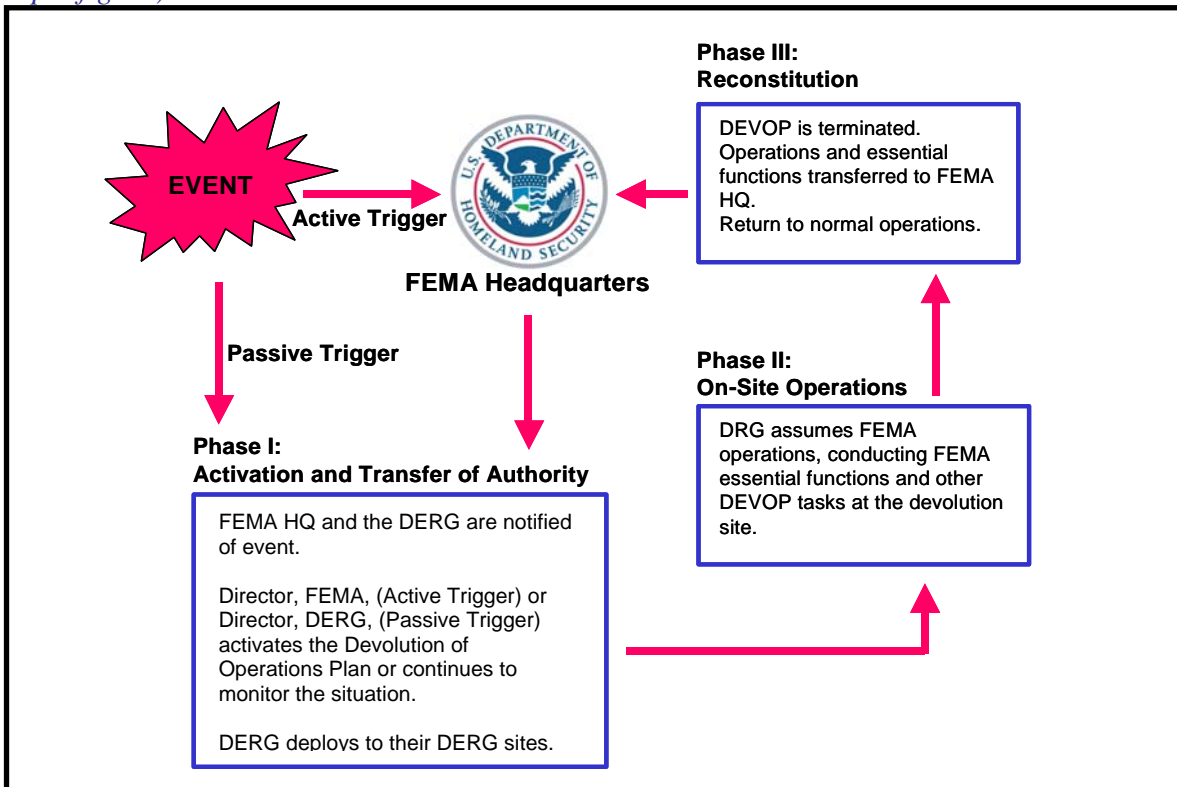 Phase III:
Reconstitution
DEVOP is terminated.
Operations and essential
functions transferred to FEMA
HQ.
Return to normal operations.
EVENT
Active Trigger
U.S. DEPARTMENT OF
HOMELAND SECURITY
FEMA Headquarters
Passive Trigger
Phase I:
Activation and Transfer of Authority
FEMA HQ and the DERG are notified
of event.
Director, FEMA, (Active Trigger) or
Director, DERG, (Passive Trigger)
activates the Devolution of
Operations Plan or continues to
monitor the situation.
DERG deploys to their DERG sites.
Phase II:
On-Site Operations
DRG assumes FEMA
operations, conducting FEMA
essential functions and other
DEVOP tasks at the devolution
site.